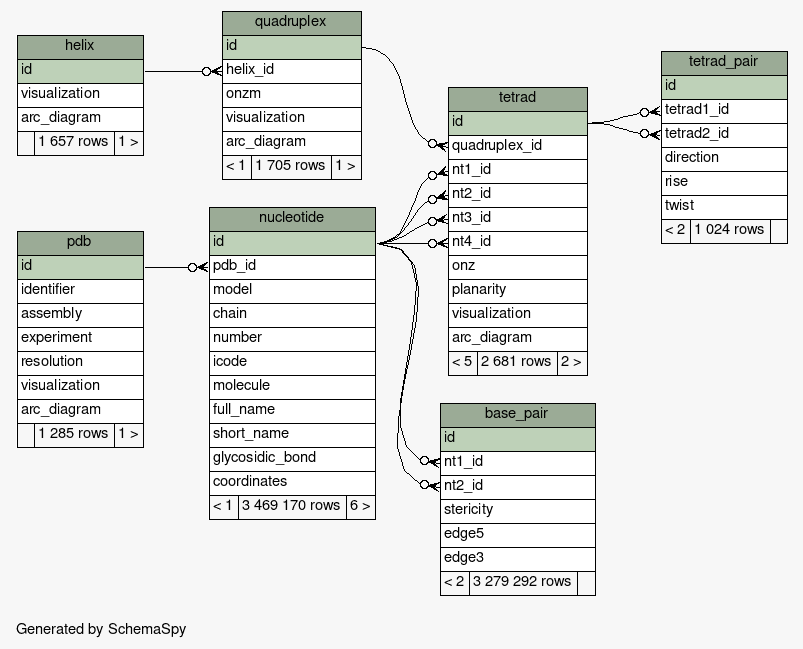 helix
id
visualization
arc_diagram
1 657 rows 1 >
quadruplex
id
helix_id
onzm
visualization
arc_diagram
< 1 1 705 rows 1 >
tetrad
id
quadruplex_id
nt1_id
nt2_id
nt3_id
nt4_id
onz
planarity
visualization
arc_diagram
< 5 2 681 rows 2 >
tetrad_pair
id
tetrad1_id
tetrad2_id
direction
rise
twist
< 2 1 024 rows
pdb
id
identifier
assembly
experiment
resolution
visualization
arc_diagram
1 285 rows 1 >
nucleotide
id
pdb_id
model
chain
number
icode
molecule
full_name
short_name
glycosidic_bond
coordinates
< 1 3 469 170 rows 6 >
base_pair
id
nt1_id
nt2_id
stericity
edge5
edge3
< 2 3 279 292 rows
Generated by SchemaSpy